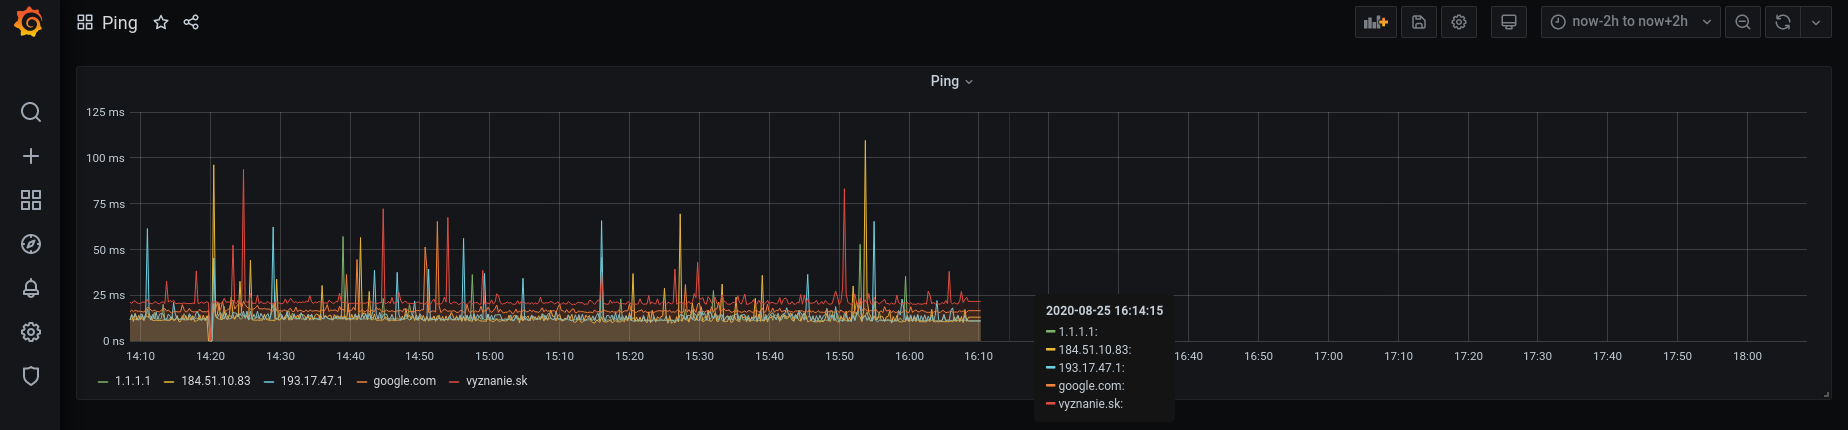 Ping
now-2h to now+2h
Ping
125 ms
100 ms
75 ms
50 ms
25 ms
0 ns
14:10 14:20 14:30 14:40 14:50 15:00 15:10 15:20 15:30 15:40 15:50 16:00 16:10 16:40 16:50 17:00 17:10 17:20 17:30 17:40 17:50 18:00
1.1.1.1 184.51.10.83 193.17.47.1 google.com vyznanie.sk
2020-08-25 16:14:15
1.1.1.1:
184.51.10.83:
193.17.47.1:
google.com:
vyznanie.sk: